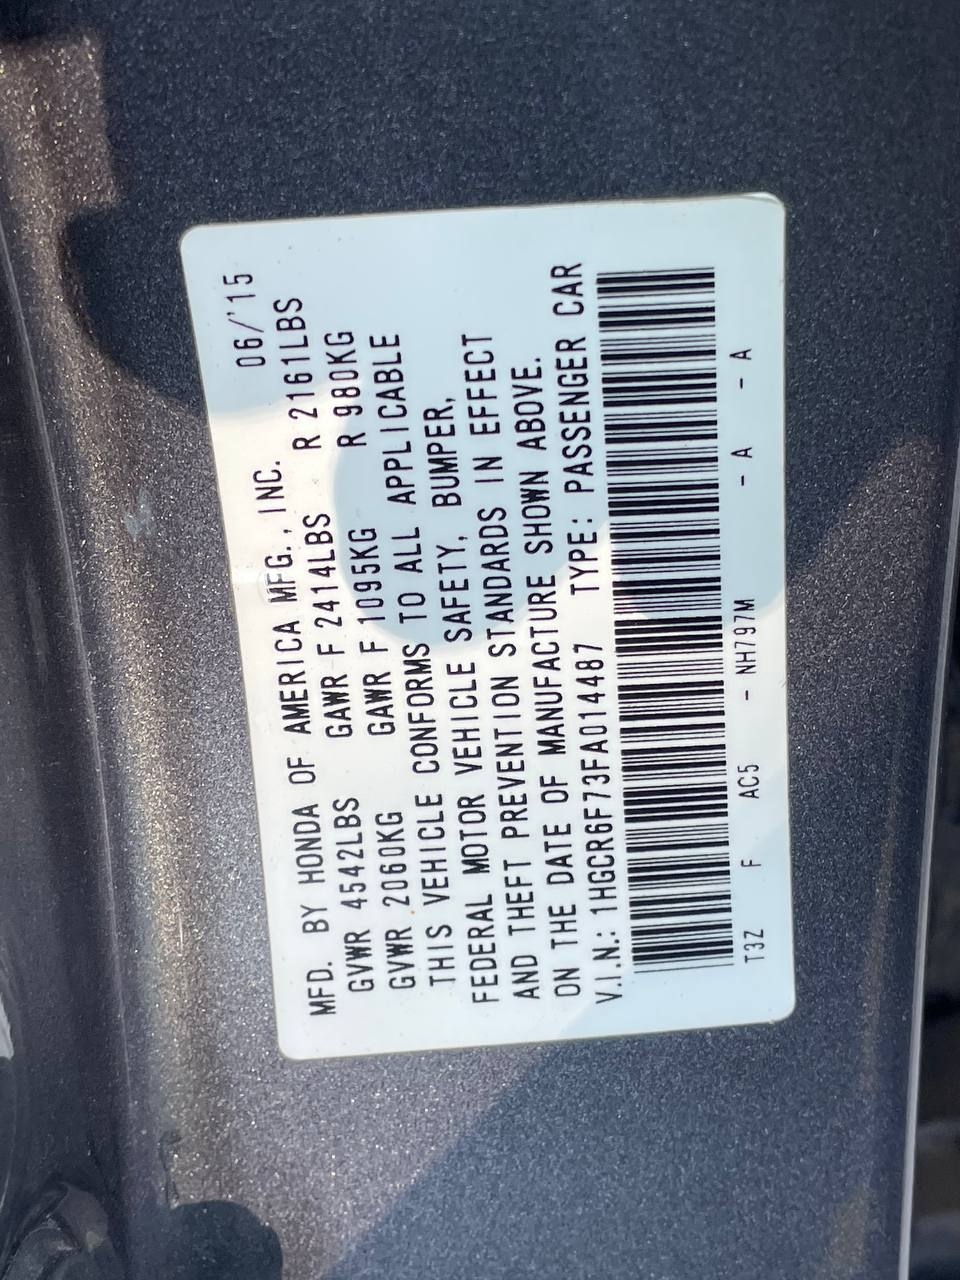 MFD. BY HONDA OF AMERICA MFG., INC. 06/'15
GVWR 4542LBS GAWR F 2414LBS R 2161LBS
GVWR 2060KG GAWR F 1095KG R 980KG
THIS VEHICLE CONFORMS TO ALL APPLICABLE
FEDERAL MOTOR VEHICLE SAFETY, BUMPER,
AND THEFT PREVENTION STANDARDS IN EFFECT
ON THE DATE OF MANUFACTURE SHOWN ABOVE.
V.I.N.: 1HGCR6F73FA014487 TYPE: PASSENGER CAR
T3Z F AC5 - NH797M - A - A